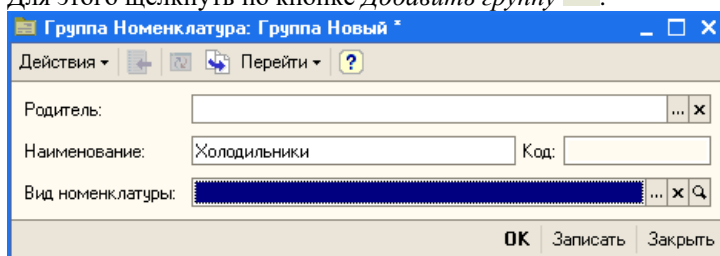 Для этого щелкнуть по кнопке Добавить группу .
Группа Номенклатура: Группа Новый *
Действия Перейти ?
Родитель: ... x
Наименование: Холодильники Код:
Вид номенклатуры: ... x
OK Записать Закрыть